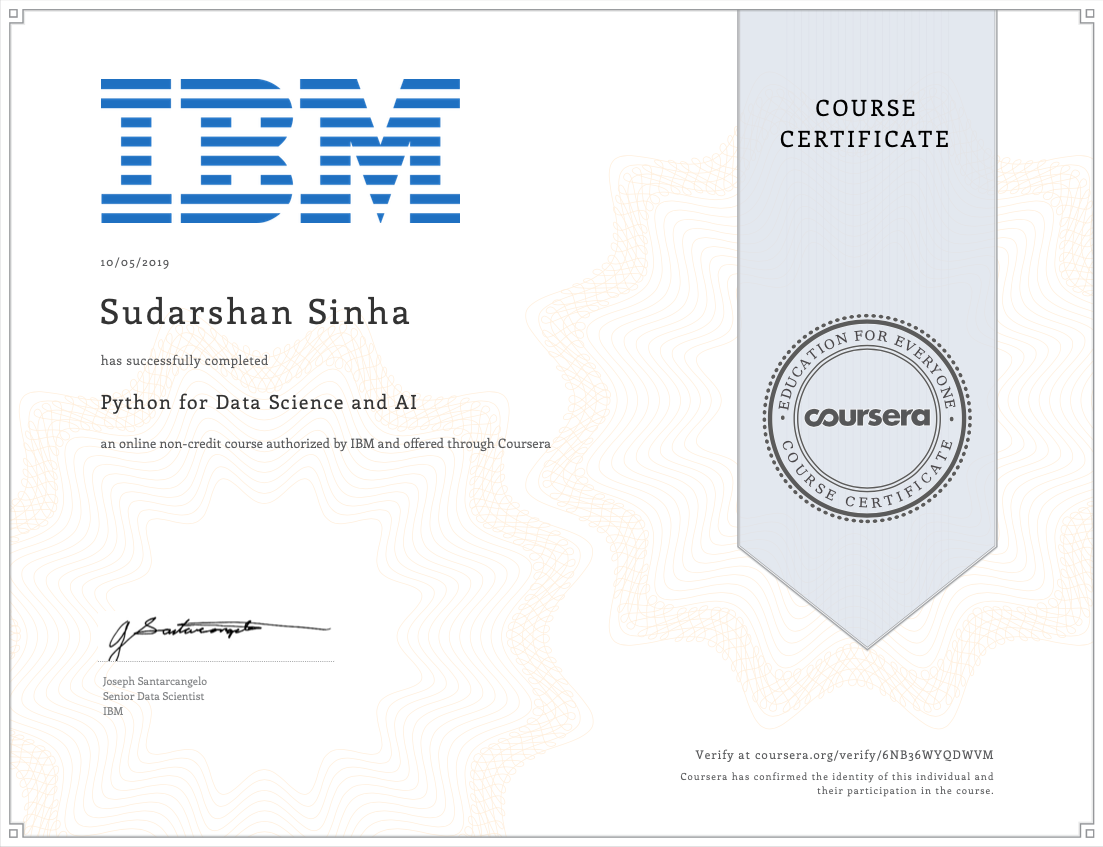 IBM
COURSE
CERTIFICATE
10/05/2019
Sudarshan Sinha
has successfully completed
Python for Data Science and AI
an online non-credit course authorized by IBM and offered through Coursera
EDUCATION FOR EVERYONE
coursera
COURSE CERTIFICATE
J Santarcangelo
Joseph Santarcangelo
Senior Data Scientist
IBM
Verify at coursera.org/verify/6NB36WYQDWVM
Coursera has confirmed the identity of this individual and
their participation in the course.